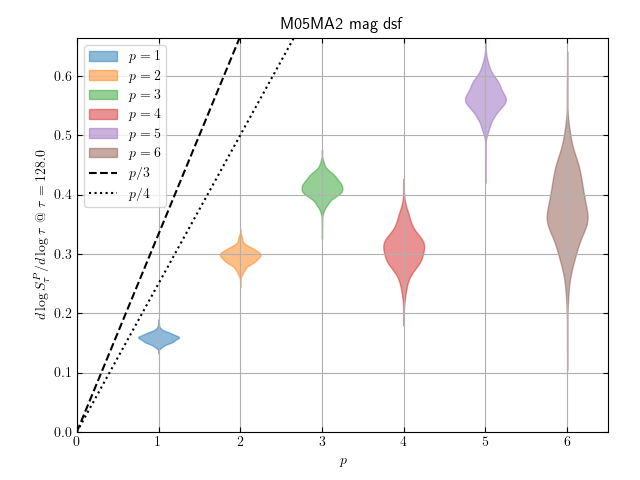 M05MA2 mag dsf
p = 1
p = 2
p = 3
p = 4
p = 5
p = 6
p/3
p/4
d log S_τ^P / d log τ @ τ = 128.0
0.6
0.5
0.4
0.3
0.2
0.1
0.0
0 1 2 3 4 5 6
p